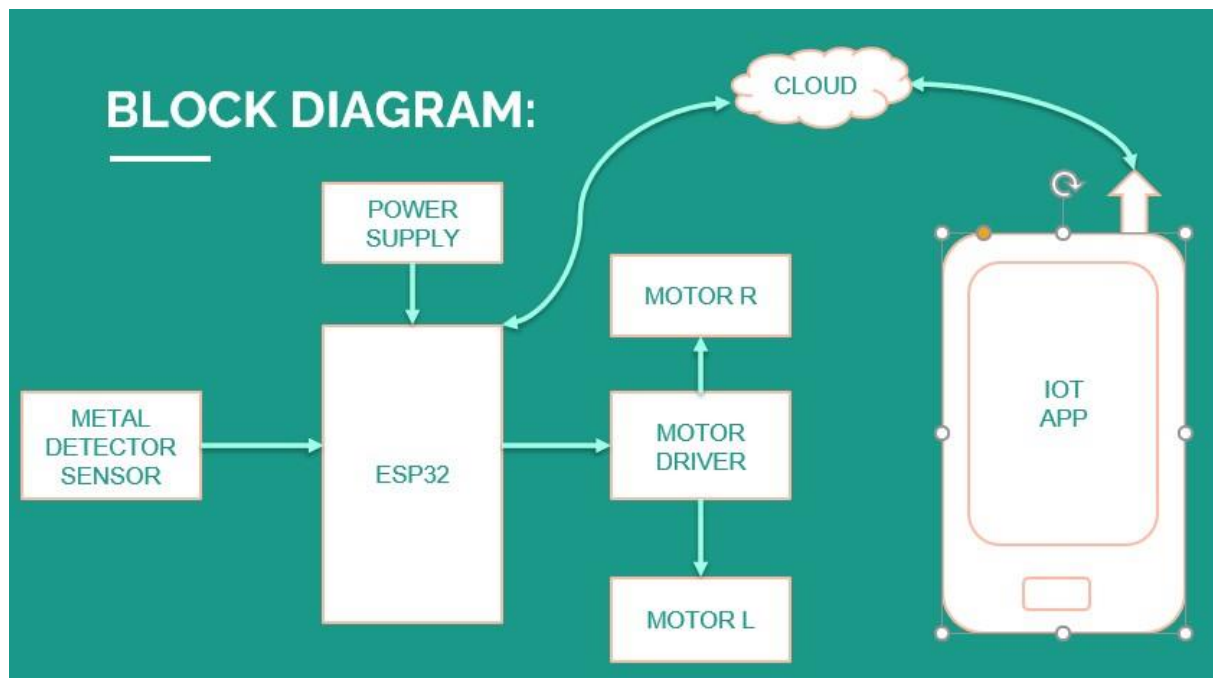 BLOCK DIAGRAM:
CLOUD
POWER
SUPPLY
MOTOR R
METAL
DETECTOR
SENSOR
ESP32
MOTOR
DRIVER
IOT
APP
MOTOR L